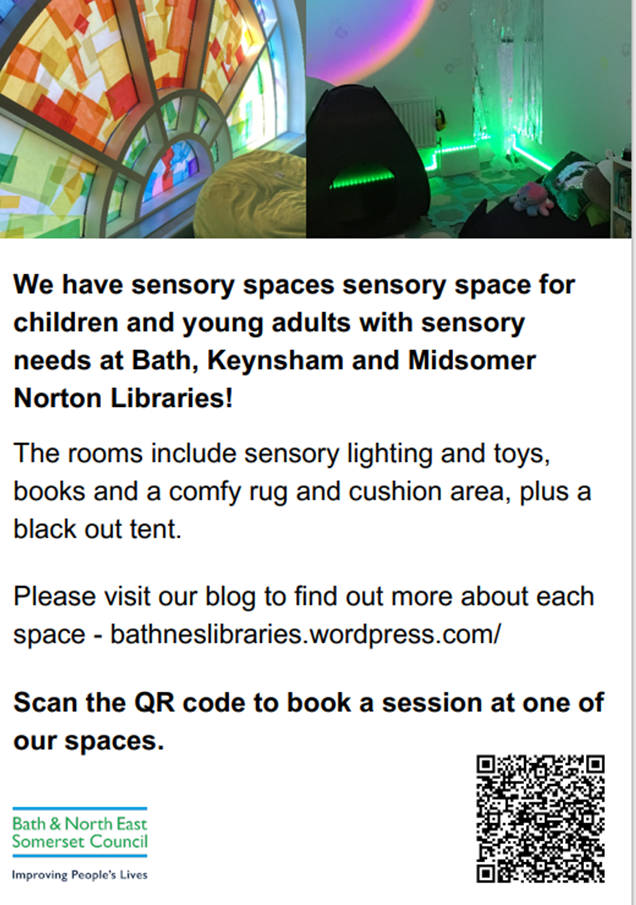 We have sensory spaces sensory space for
children and young adults with sensory
needs at Bath, Keynsham and Midsomer
Norton Libraries!
The rooms include sensory lighting and toys,
books and a comfy rug and cushion area, plus a
black out tent.
Please visit our blog to find out more about each
space - bathneslibraries.wordpress.com/
Scan the QR code to book a session at one of
our spaces.
Bath & North East
Somerset Council
Improving People's Lives